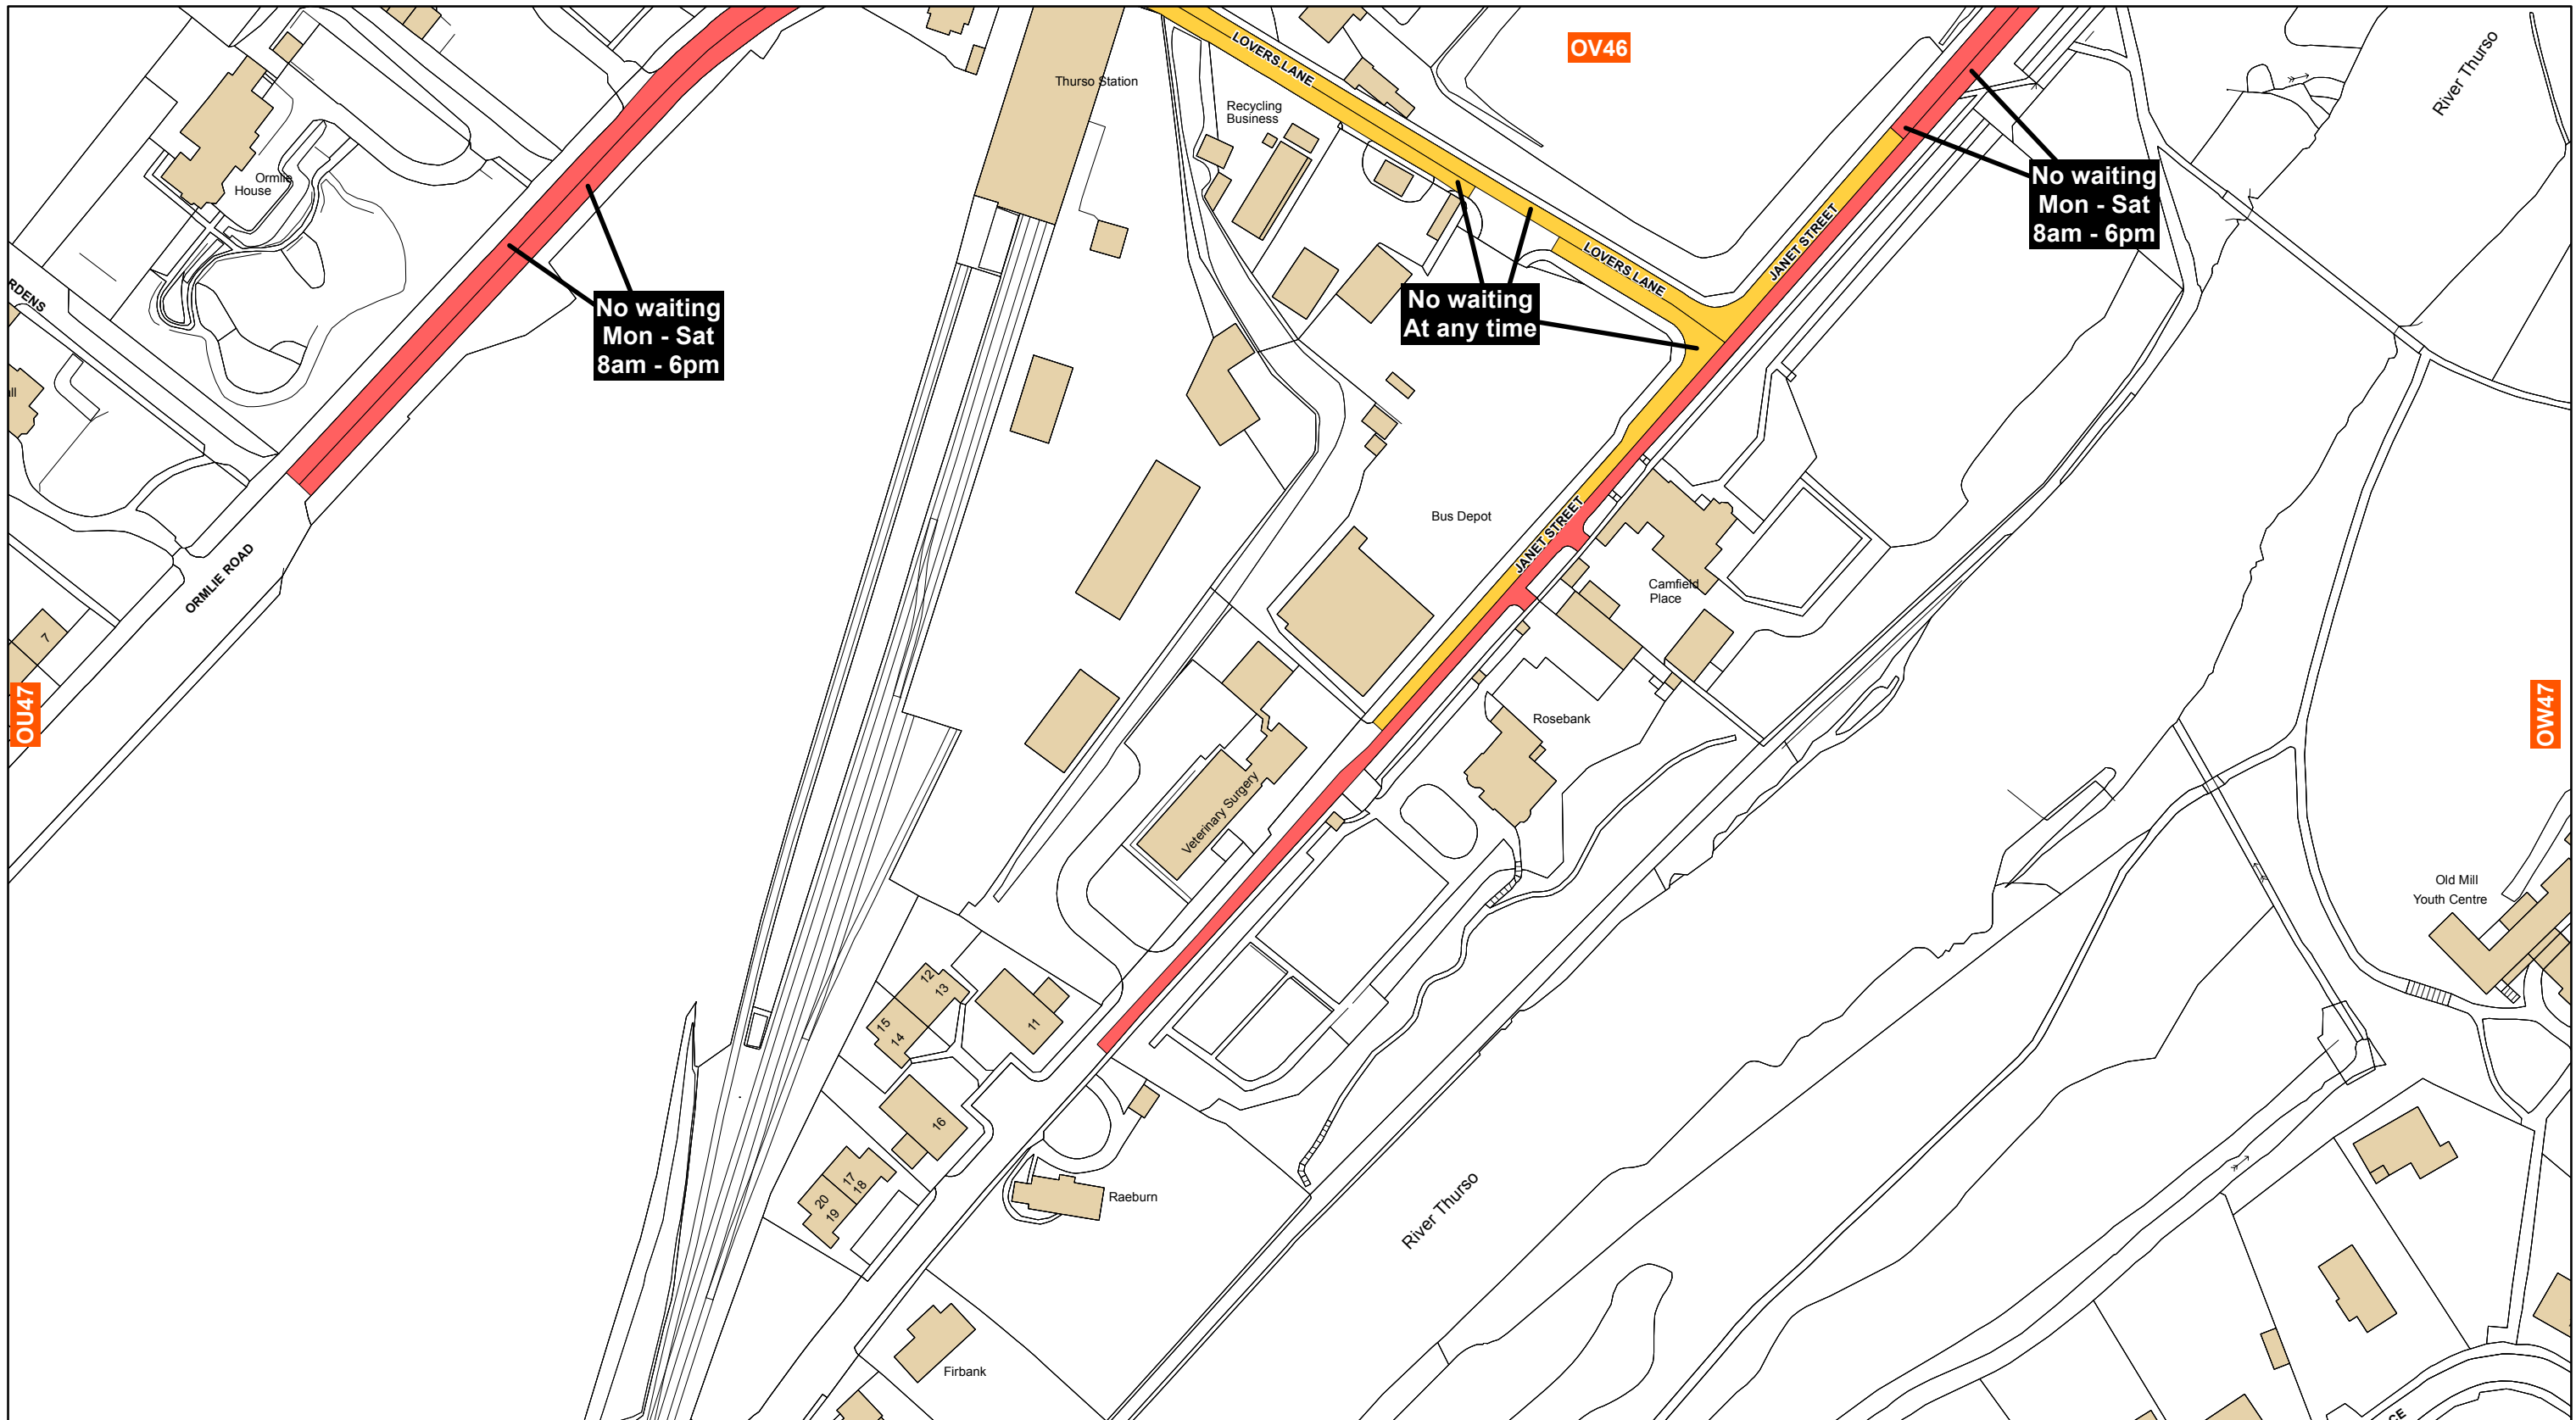 LOVERS LANE
OV46
River Thurso
Thurso Station
Recycling
Business
Ormlie
House
No waiting
Mon - Sat
8am - 6pm
JANET STREET
LOVERS LANE
RDENS
No waiting
Mon - Sat
8am - 6pm
No waiting
At any time
all
Bus Depot
JANET STREET
ORMLIE ROAD
Camfield
Place
7
OU47
OW47
Rosebank
Veterinary Surgery
Old Mill
Youth Centre
12
13
15
14
11
16
17
18
20
19
Raeburn
River Thurso
Firbank
CE